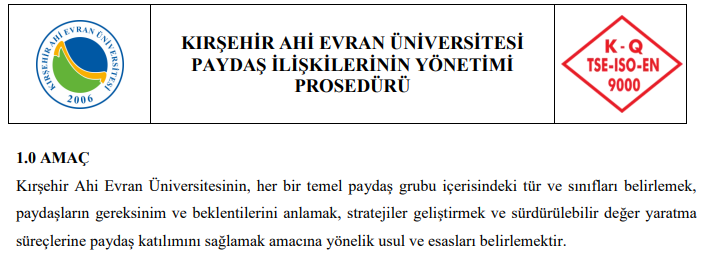 KIRŞEHİR AHİ EVRAN ÜNİVERSİTESİ
2006
KIRŞEHİR AHİ EVRAN ÜNİVERSİTESİ
PAYDAŞ İLİŞKİLERİNİN YÖNETİMİ
PROSEDÜRÜ
K - Q
TSE-ISO-EN
9000
1.0 AMAÇ
Kırşehir Ahi Evran Üniversitesinin, her bir temel paydaş grubu içerisindeki tür ve sınıfları belirlemek,
paydaşların gereksinim ve beklentilerini anlamak, stratejiler geliştirmek ve sürdürülebilir değer yaratma
süreçlerine paydaş katılımını sağlamak amacına yönelik usul ve esasları belirlemektir.